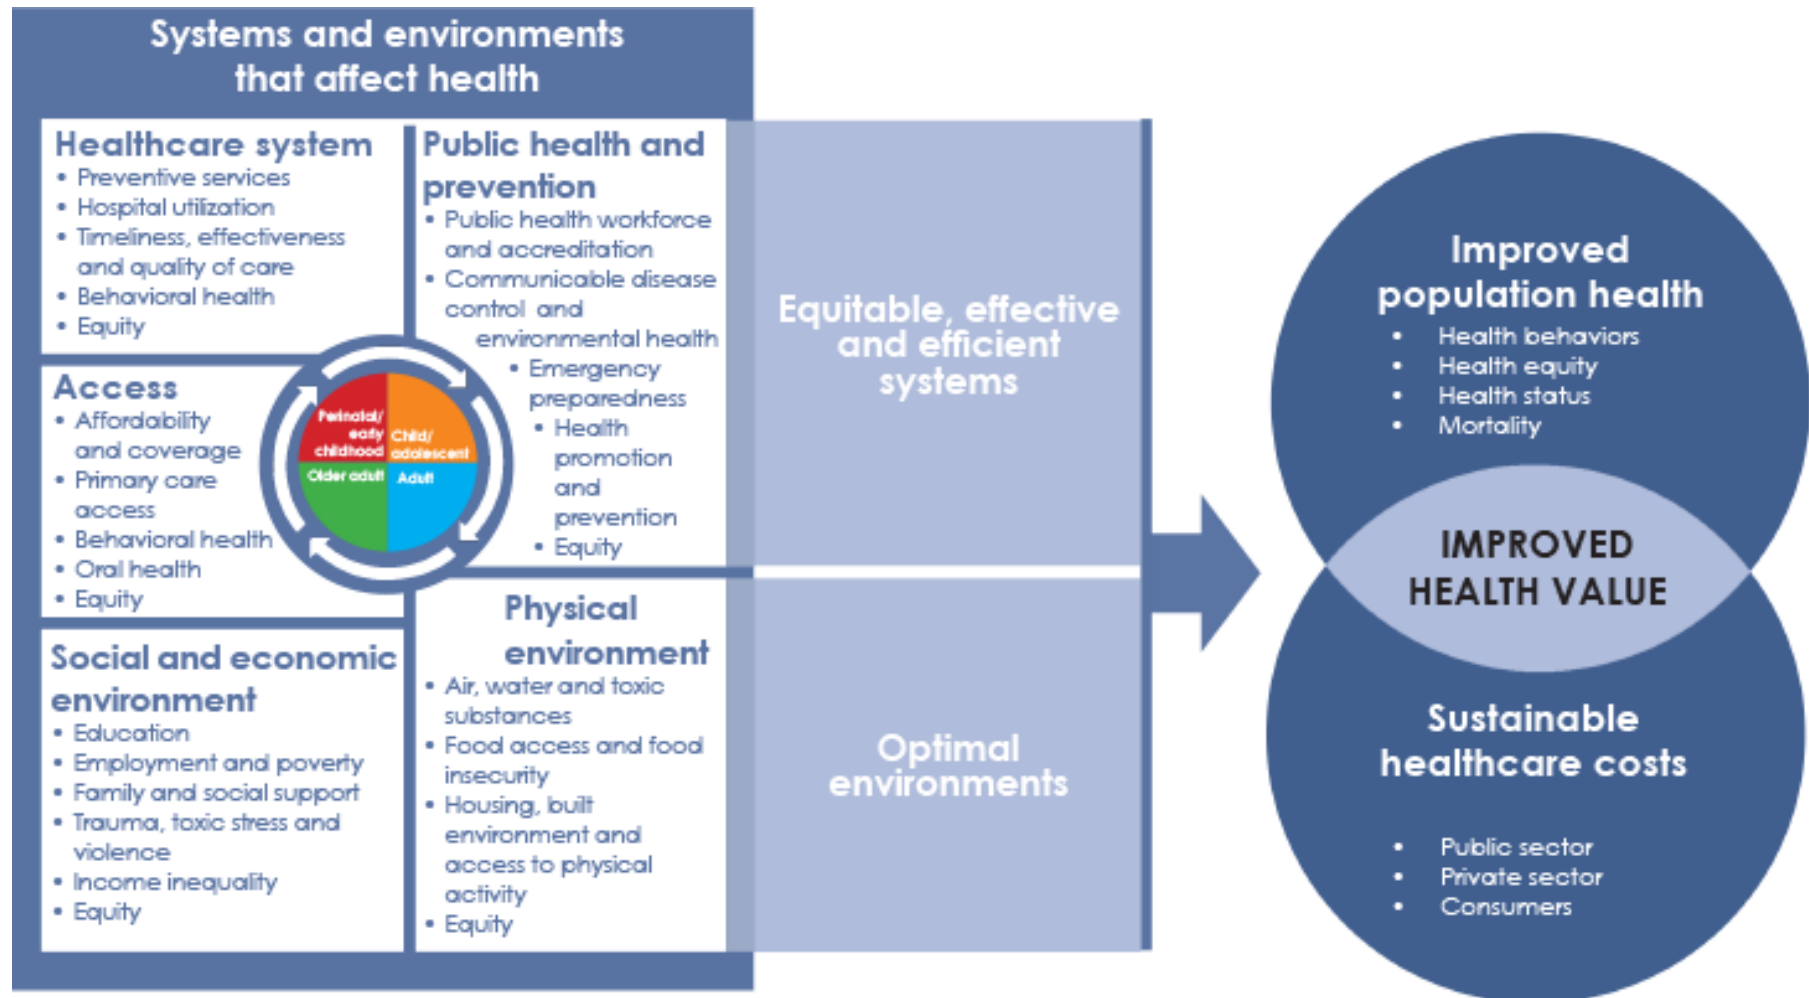 Systems and environments
that affect health
Healthcare system
• Preventive services
• Hospital utilization
• Timeliness, effectiveness
and quality of care
• Behavioral health
• Equity
Access
• Affordability
and coverage
• Primary care
access
• Behavioral health
• Oral health
• Equity
Social and economic
environment
• Education
• Employment and poverty
• Family and social support
• Trauma, toxic stress and
violence
• Income inequality
• Equity
Public health and
prevention
• Public health workforce
and accreditation
• Communicable disease
control and
environmental health
• Emergency
preparedness
• Health
promotion
and
prevention
• Equity
Physical
environment
• Air, water and toxic
substances
• Food access and food
insecurity
• Housing, built
environment and
access to physical
activity
• Equity
Perinatal/
early
childhood
Child/
adolescent
Older adult
Adult
Equitable, effective
and efficient
systems
Optimal
environments
Improved
population health
• Health behaviors
• Health equity
• Health status
• Mortality
IMPROVED
HEALTH VALUE
Sustainable
healthcare costs
• Public sector
• Private sector
• Consumers